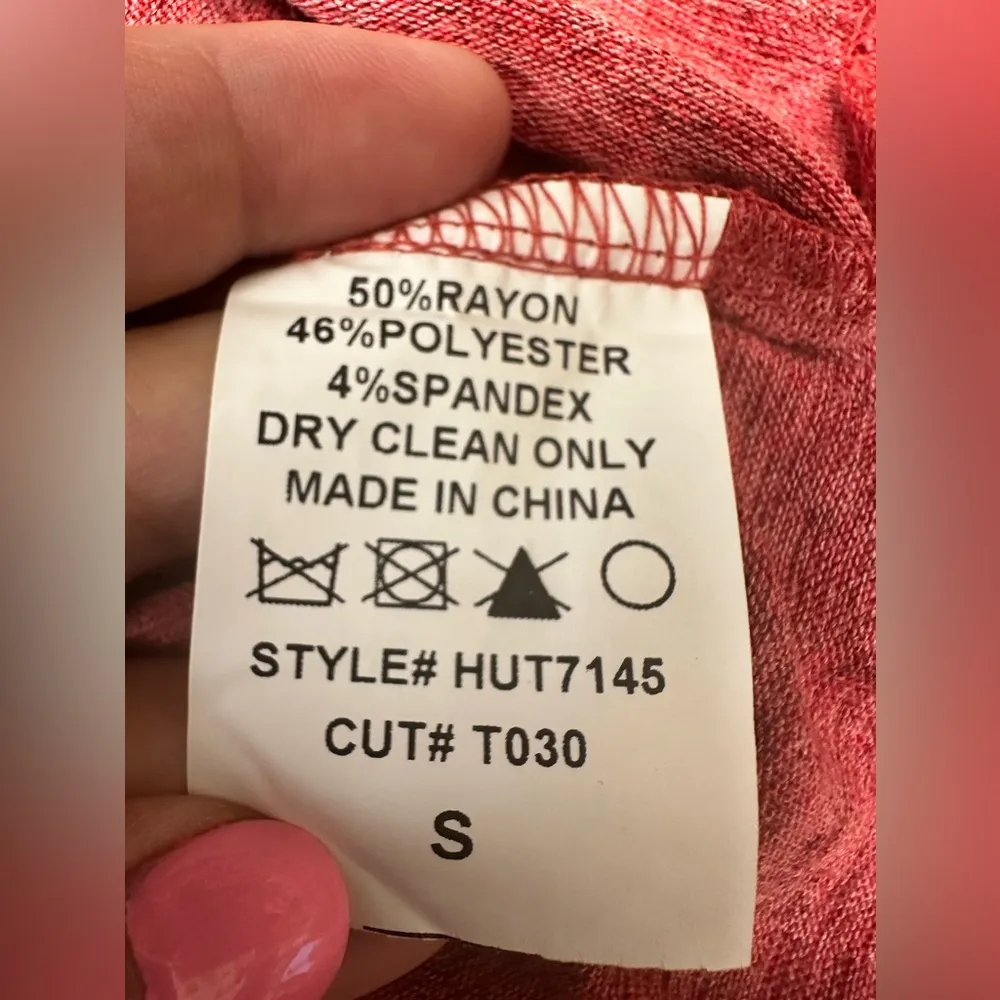 50%RAYON
46%POLYESTER
4%SPANDEX
DRY CLEAN ONLY
MADE IN CHINA
STYLE# HUT7145
CUT# T030
S